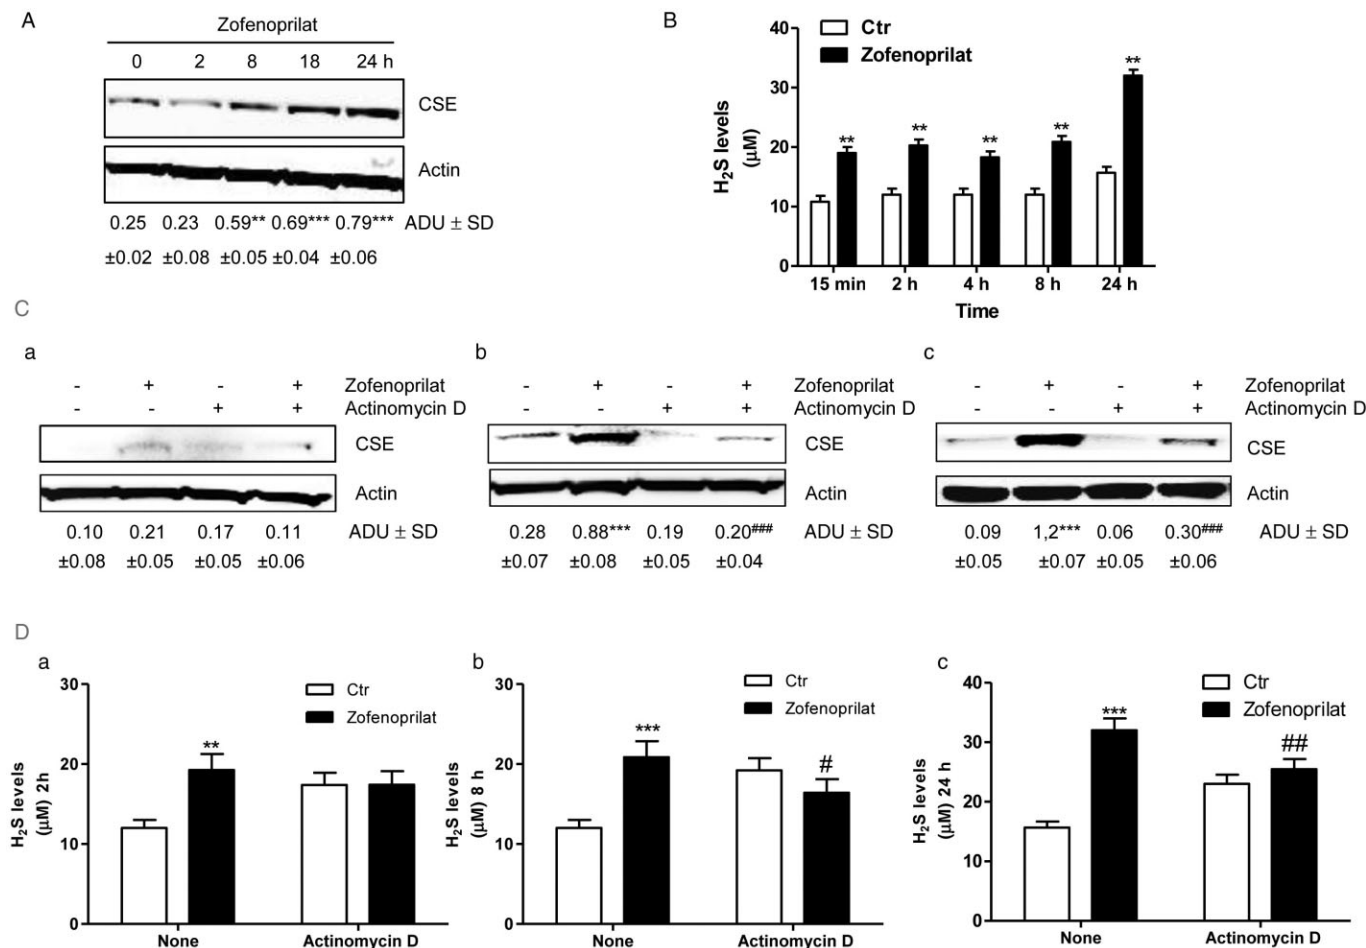 A
Zofenoprilat
0 2 8 18 24 h
CSE
Actin
0.25 0.23 0.59** 0.69*** 0.79*** ADU ± SD
±0.02 ±0.08 ±0.05 ±0.04 ±0.06
B
Ctr
Zofenoprilat
H2S levels
(µM)
40
30
20
10
0
** ** ** ** **
15 min 2 h 4 h 8 h 24 h
Time
C
a
- + - + Zofenoprilat
- - + + Actinomycin D
CSE
Actin
0.10 0.21 0.17 0.11 ADU ± SD
±0.08 ±0.05 ±0.05 ±0.06
b
- + - + Zofenoprilat
- - + + Actinomycin D
CSE
Actin
0.28 0.88*** 0.19 0.20### ADU ± SD
±0.07 ±0.08 ±0.05 ±0.04
c
- + - + Zofenoprilat
- - + + Actinomycin D
CSE
Actin
0.09 1,2*** 0.06 0.30### ADU ± SD
±0.05 ±0.07 ±0.05 ±0.06
D
a
Ctr
Zofenoprilat
H2S levels
(µM) 2h
30
20
10
0
**
None Actinomycin D
b
Ctr
Zofenoprilat
H2S levels
(µM) 8 h
30
20
10
0
*** #
None Actinomycin D
c
Ctr
Zofenoprilat
H2S levels
(µM) 24 h
40
30
20
10
0
*** ##
None Actinomycin D